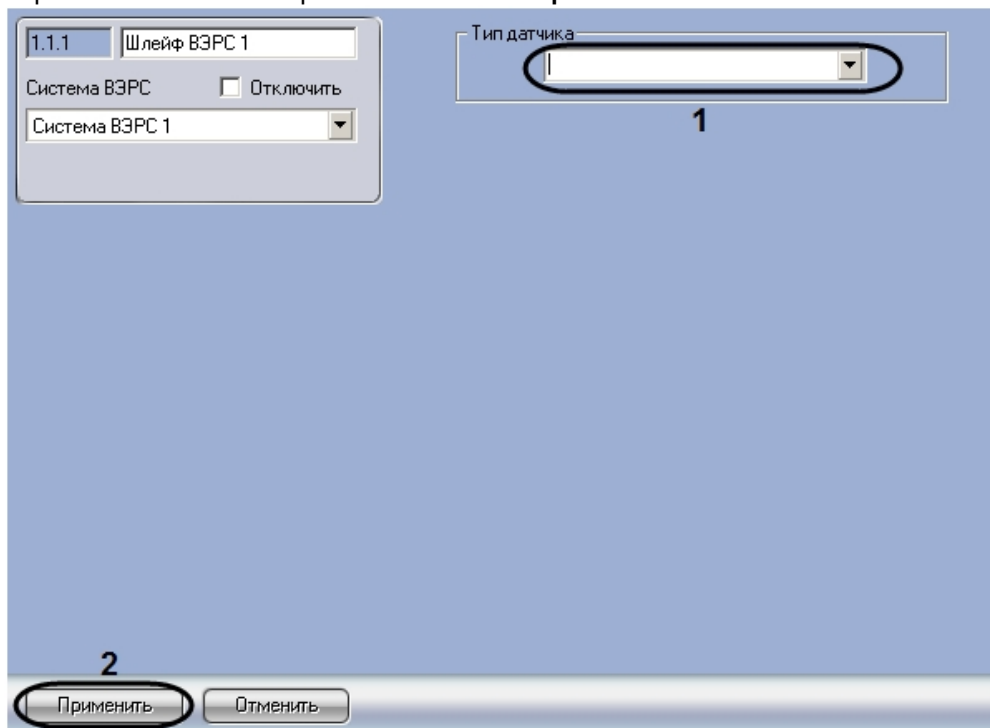 1.1.1 Шлейф ВЭРС 1
Система ВЭРС Отключить
Система ВЭРС 1
Тип датчика
1
2
Применить Отменить